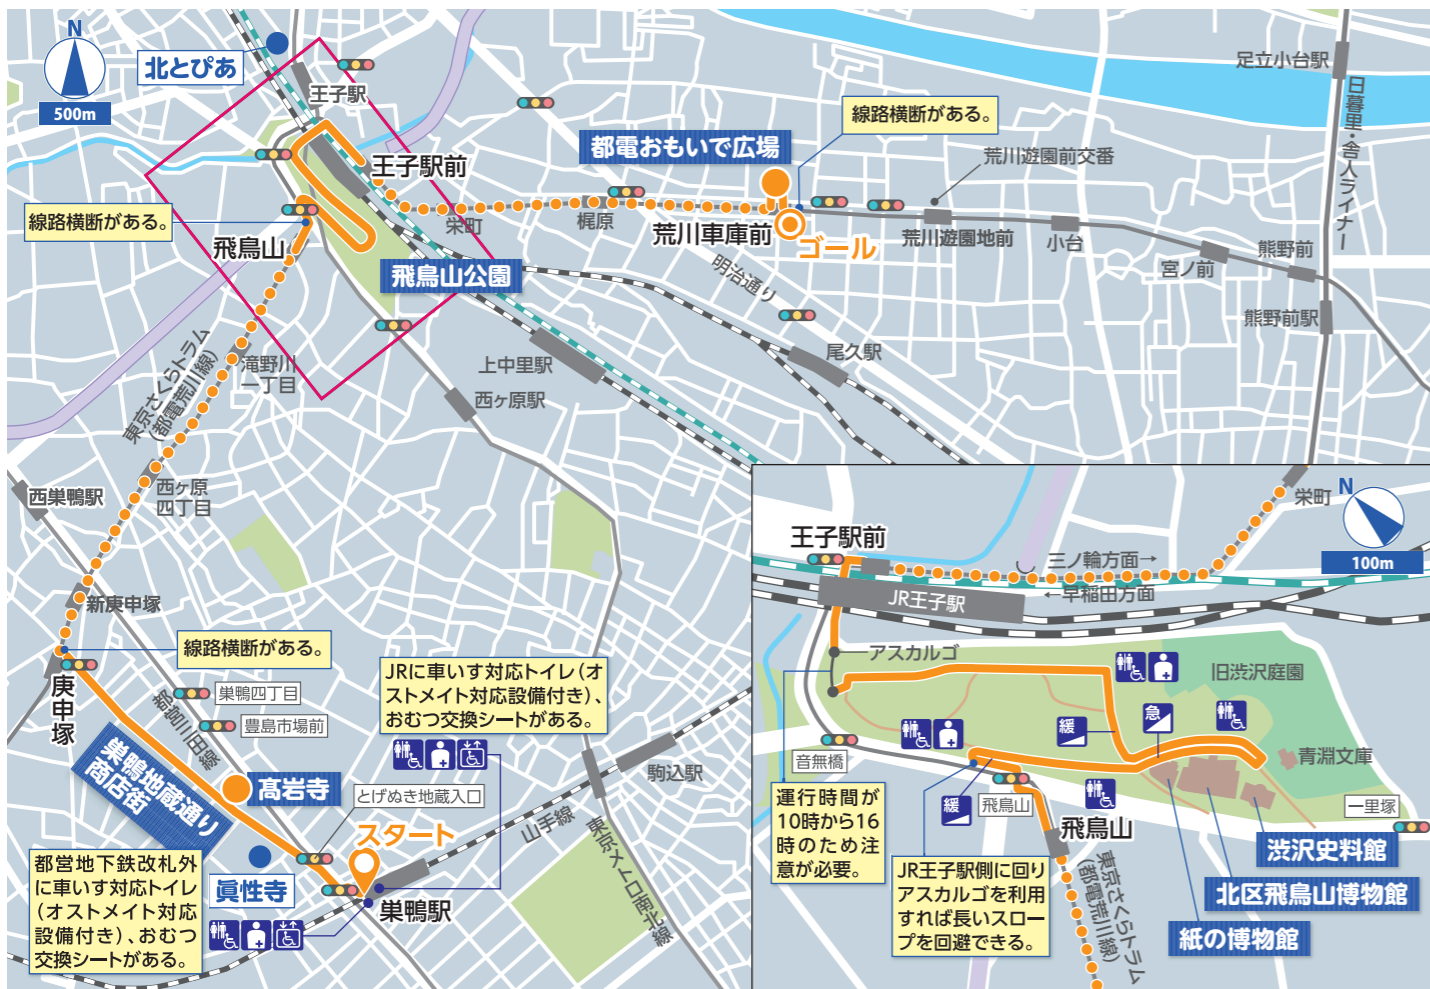 N
500m
北とぴあ
王子駅
線路横断がある。
飛鳥山
王子駅前
栄町
飛鳥山公園
梶原
都電おもいで広場
線路横断がある。
荒川車庫前
ゴール
荒川遊園前交番
荒川遊園地前
小台
宮ノ前
熊野前
熊野前駅
足立小台駅
日暮里・舎人ライナー
明治通り
尾久駅
上中里駅
西ヶ原駅
滝野川
一丁目
東京さくらトラム
(都電荒川線)
西ヶ原
四丁目
西巣鴨駅
新庚申塚
線路横断がある。
庚申塚
巣鴨四丁目
豊島市場前
都営三田線
巣鴨地蔵通り
商店街
髙岩寺
とげぬき地蔵入口
スタート
眞性寺
巣鴨駅
山手線
駒込駅
東京メトロ南北線
JRに車いす対応トイレ(オ
ストメイト対応設備付き)、
おむつ交換シートがある。
都営地下鉄改札外
に車いす対応トイレ
(オストメイト対応
設備付き)、おむつ
交換シートがある。
N
100m
栄町
王子駅前
三ノ輪方面→
←早稲田方面
JR王子駅
アスカルゴ
旧渋沢庭園
緩
急
青淵文庫
音無橋
緩
飛鳥山
飛鳥山
一里塚
運行時間が
10時から16
時のため注
意が必要。
JR王子駅側に回り
アスカルゴを利用
すれば長いスロー
プを回避できる。
渋沢史料館
北区飛鳥山博物館
紙の博物館
東京さくらトラム
(都電荒川線)